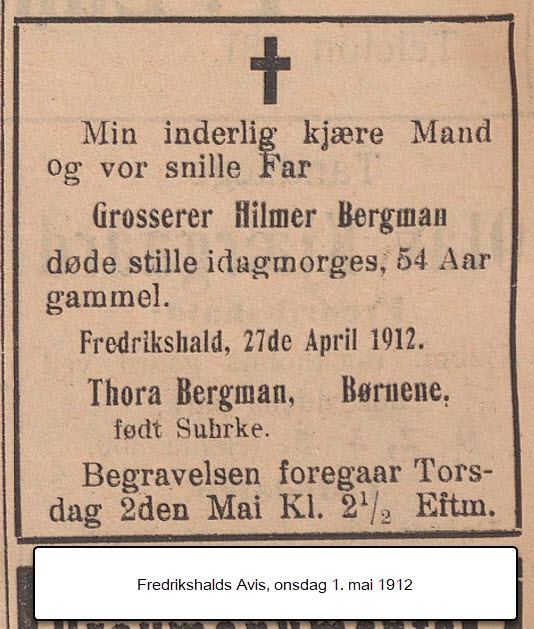 Min inderlig kjære Mand
og vor snille Far
Grosserer Hilmer Bergman
døde stille idagmorges, 54 Aar
gammel.
Fredrikshald, 27de April 1912.
Thora Bergman, Børnene.
født Suhrke.
Begravelsen foregaar Tors-
dag 2den Mai Kl. 2½ Eftm.
Fredrikshalds Avis, onsdag 1. mai 1912